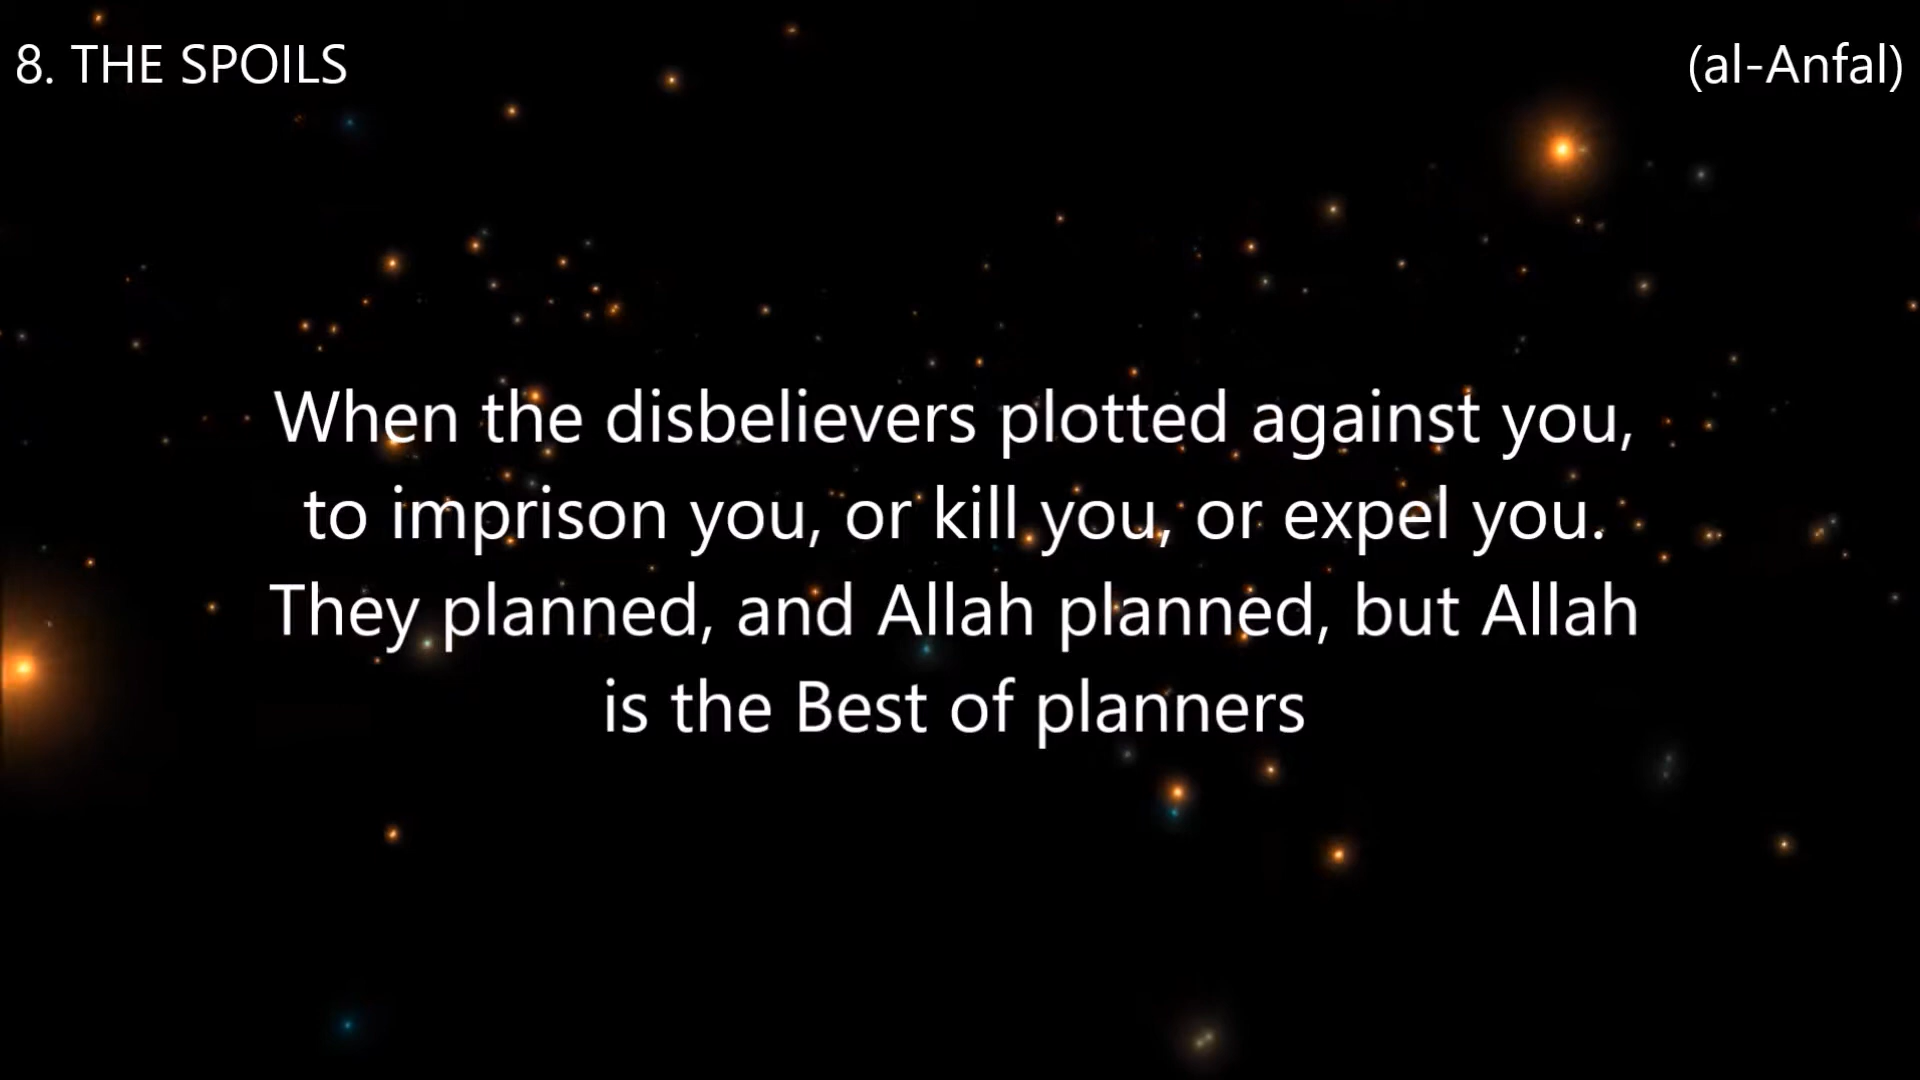 8. THE SPOILS
(al-Anfal)
When the disbelievers plotted against you,
to imprison you, or kill you, or expel you.
They planned, and Allah planned, but Allah
is the Best of planners